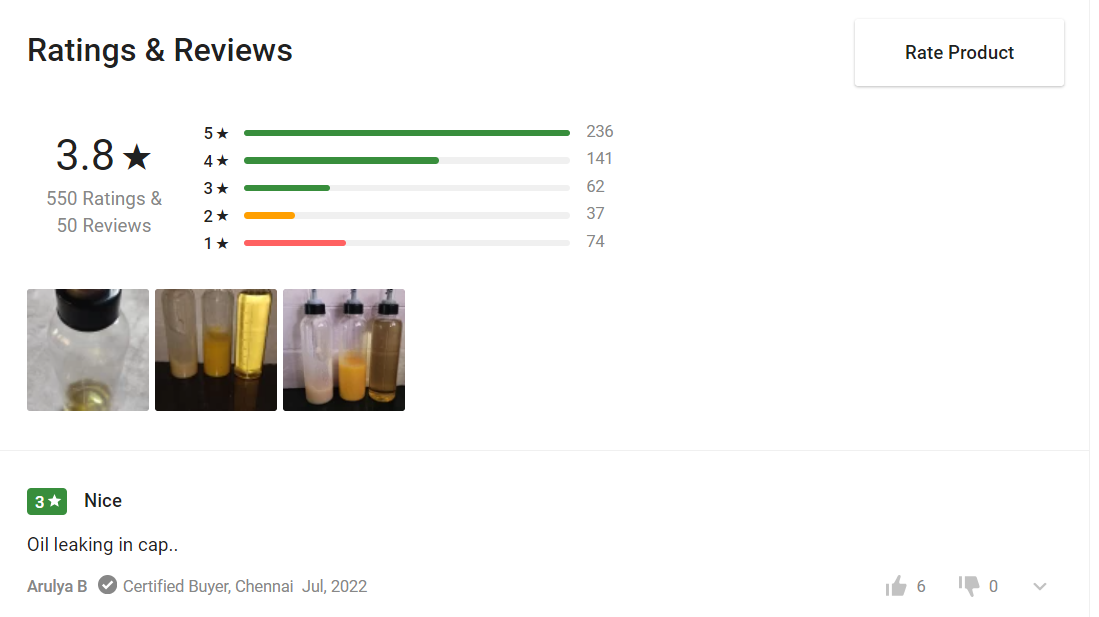 Ratings & Reviews
Rate Product
3.8★
550 Ratings &
50 Reviews
5★ 236
4★ 141
3★ 62
2★ 37
1★ 74
3★ Nice
Oil leaking in cap..
Arulya B Certified Buyer, Chennai Jul, 2022
6 0